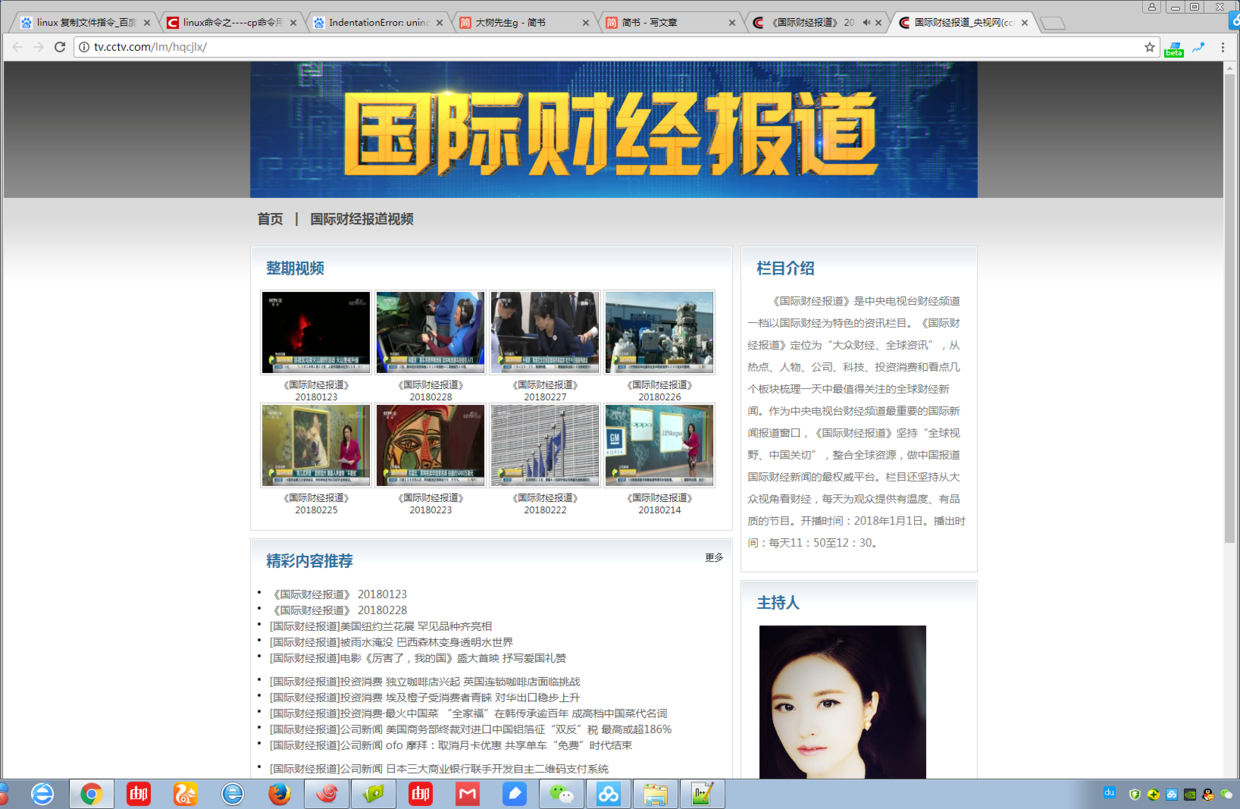 linux 复制文件指令_百度
linux命令之----cp命令用
IndentationError: uninc
大树先生g - 简书
简书 - 写文章
《国际财经报道》 20
国际财经报道_央视网(cc
tv.cctv.com/lm/hqcjlx/
beta
国际财经报道
首页 | 国际财经报道视频
整期视频
《国际财经报道》
20180123
《国际财经报道》
20180228
《国际财经报道》
20180227
《国际财经报道》
20180226
GM
oppo
《国际财经报道》
20180225
《国际财经报道》
20180223
《国际财经报道》
20180222
《国际财经报道》
20180214
精彩内容推荐
更多
《国际财经报道》 20180123
《国际财经报道》 20180228
[国际财经报道]美国纽约兰花展 罕见品种齐亮相
[国际财经报道]被雨水淹没 巴西森林变身透明水世界
[国际财经报道]电影《厉害了，我的国》盛大首映 抒写爱国礼赞
[国际财经报道]投资消费 独立咖啡店兴起 英国连锁咖啡店面临挑战
[国际财经报道]投资消费 埃及橙子受消费者青睐 对华出口稳步上升
[国际财经报道]投资消费·最火中国菜 “全家福”在韩传承逾百年 成高档中国菜代名词
[国际财经报道]公司新闻 美国商务部终裁对进口中国铝箔征“双反”税 最高或超186%
[国际财经报道]公司新闻 ofo 摩拜：取消月卡优惠 共享单车“免费”时代结束
[国际财经报道]公司新闻 日本三大商业银行联手开发自主二维码支付系统
栏目介绍
《国际财经报道》是中央电视台财经频道
一档以国际财经为特色的资讯栏目。《国际财
经报道》定位为“大众财经、全球资讯”，从
热点、人物、公司、科技、投资消费和看点几
个板块梳理一天中最值得关注的全球财经新
闻。作为中央电视台财经频道最重要的国际新
闻报道窗口，《国际财经报道》坚持“全球视
野、中国关切”，整合全球资源，做中国报道
国际财经新闻的最权威平台。栏目还坚持从大
众视角看财经，每天为观众提供有温度、有品
质的节目。开播时间：2018年1月1日。播出时
间：每天11：50至12：30。
主持人
du